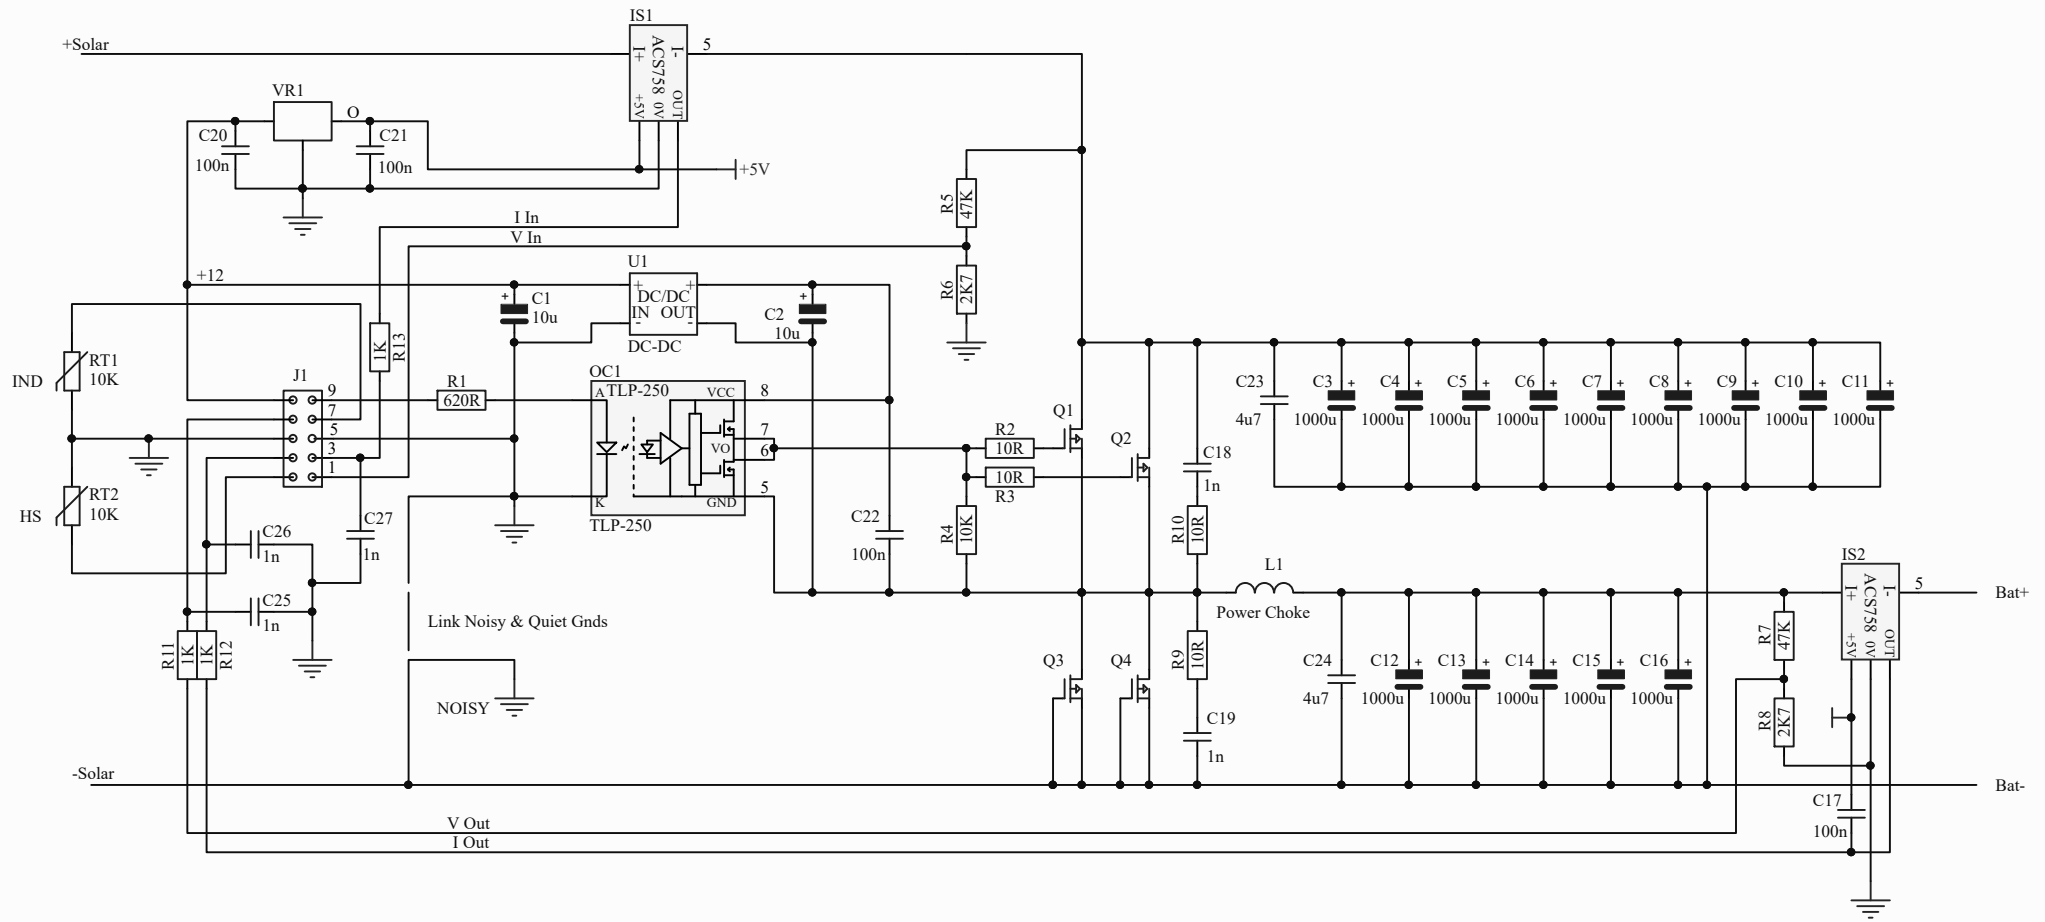 IS1
+Solar
I+
ACS758
I-
5
+5V
0V
OUT
VR1
O
C20
100n
C21
100n
+5V
R5
47K
I In
V In
+12
U1
+
+
DC/DC
IN OUT
-
-
DC-DC
+
C1
10u
+
C2
10u
R6
2K7
IND
RT1
10K
1K
R13
J1
9
7
5
3
1
R1
620R
OC1
A
TLP-250
VCC
8
7
VO
6
5
K
GND
TLP-250
HS
RT2
10K
C26
1n
C27
1n
C25
1n
R11
1K
1K
R12
C22
100n
R2
10R
10R
R3
R4
10K
Q1
Q2
C18
1n
R10
10R
C23
4u7
C3
+
1000u
C4
+
1000u
C5
+
1000u
C6
+
1000u
C7
+
1000u
C8
+
1000u
C9
+
1000u
C10
+
1000u
C11
+
1000u
Link Noisy & Quiet Gnds
NOISY
L1
Power Choke
IS2
I+
ACS758
I-
5
+5V
0V
OUT
Bat+
Q3
Q4
R9
10R
C19
1n
C24
4u7
C12
+
1000u
C13
+
1000u
C14
+
1000u
C15
+
1000u
C16
+
1000u
R7
47K
R8
2K7
-Solar
Bat-
C17
100n
V Out
I Out